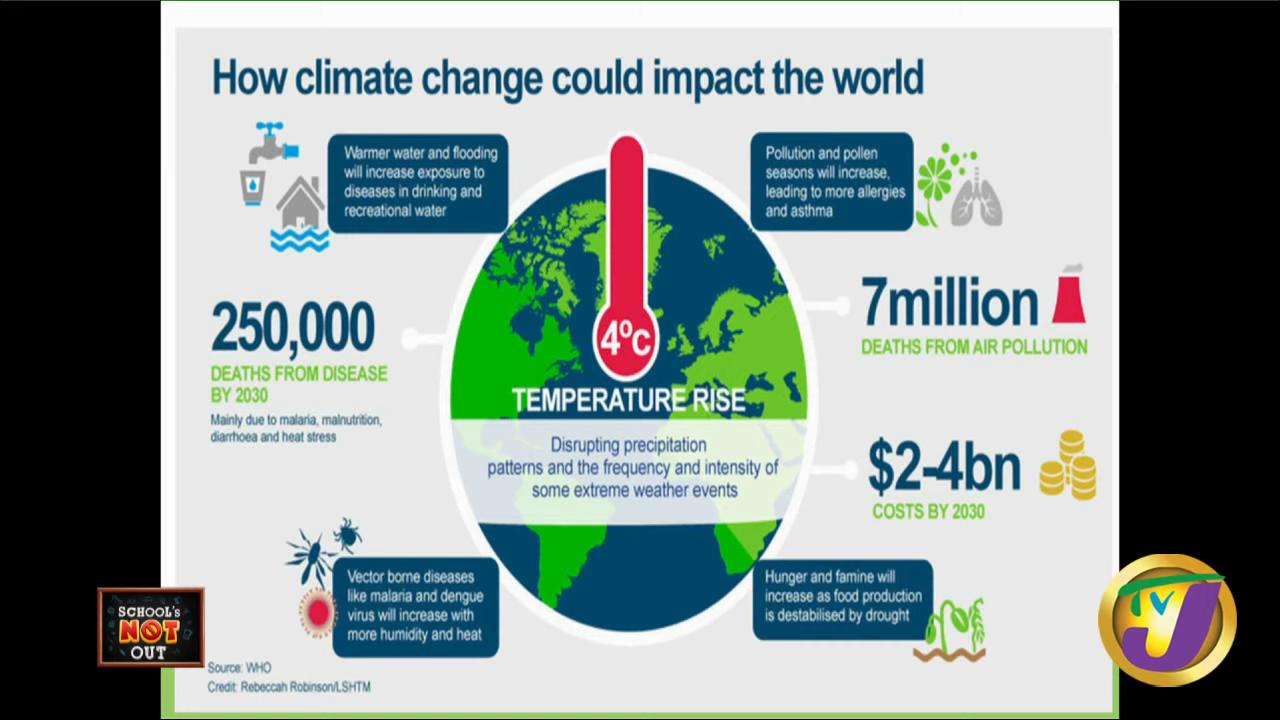 How climate change could impact the world
Warmer water and flooding
will increase exposure to
diseases in drinking and
recreational water
Pollution and pollen
seasons will increase,
leading to more allergies
and asthma
250,000
DEATHS FROM DISEASE
BY 2030
Mainly due to malaria, malnutrition,
diarrhoea and heat stress
4ºC
TEMPERATURE RISE
Disrupting precipitation
patterns and the frequency and intensity of
some extreme weather events
7million
DEATHS FROM AIR POLLUTION
$2-4bn
COSTS BY 2030
Vector borne diseases
like malaria and dengue
virus will increase with
more humidity and heat
Hunger and famine will
increase as food production
is destabilised by drought
Source: WHO
Credit: Rebeccah Robinson/LSHTM
SCHOOL'S
NOT
OUT
TVJ